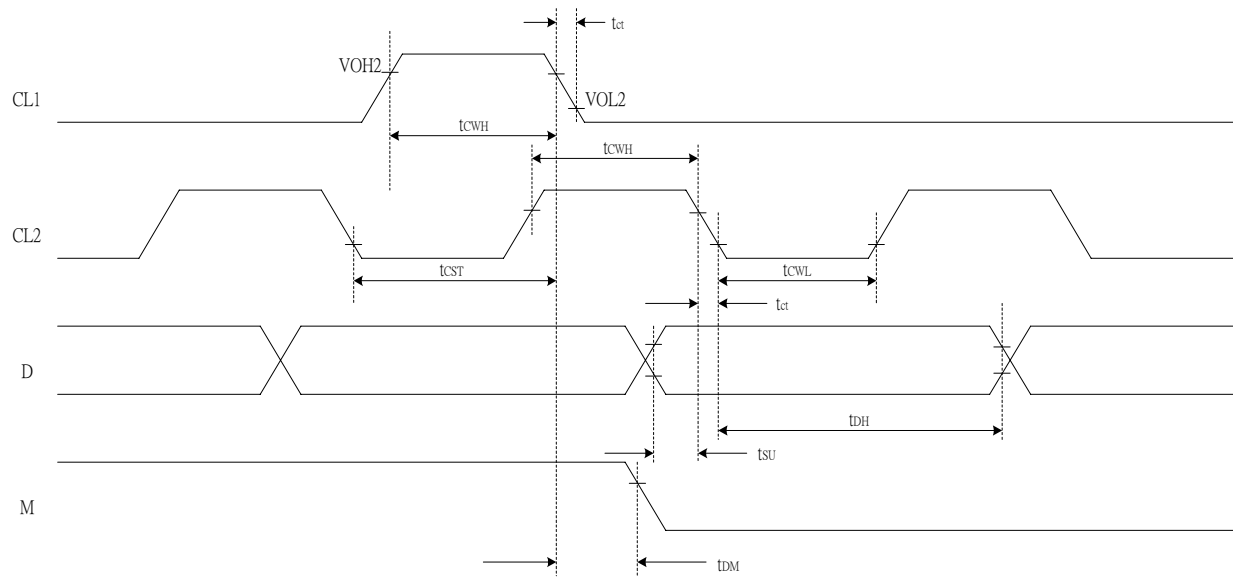 tct
VOH2
CL1
VOL2
tCWH
tCWH
CL2
tCST
tCWL
tct
D
tDH
tSU
M
tDM